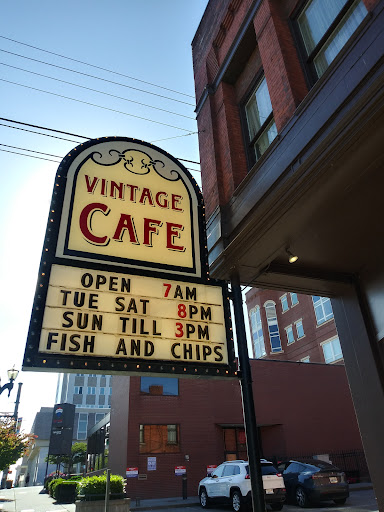 VINTAGE
CAFE
OPEN 7AM
TUE SAT 8PM
SUN TILL 3PM
FISH AND CHIPS